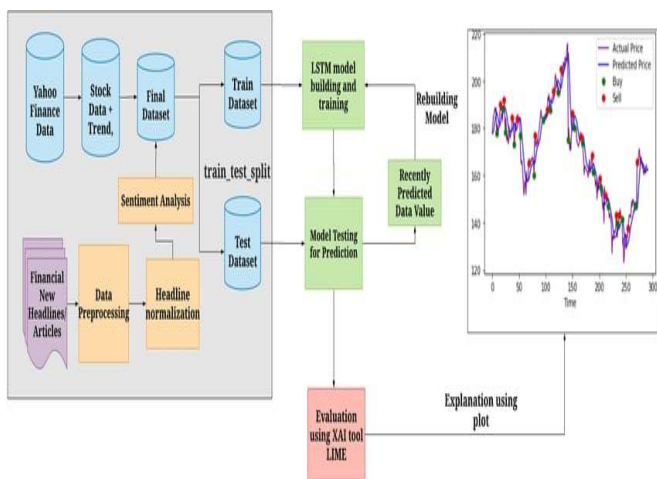 Yahoo
Finance
Data
Stock
Data +
Trend,
Final
Dataset
Train
Dataset
train_test_split
Sentiment Analysis
Test
Dataset
Financial
New
Headlines/
Articles
Data
Preprocessing
Headline
normalization
LSTM model
building and
training
Rebuilding
Model
Recently
Predicted
Data Value
Model Testing
for Prediction
Evaluation
using XAI tool
LIME
Explanation using
plot
220
200
180
160
140
120
0 50 100 150 200 250 300
Time
Actual Price
Predicted Price
Buy
Sell